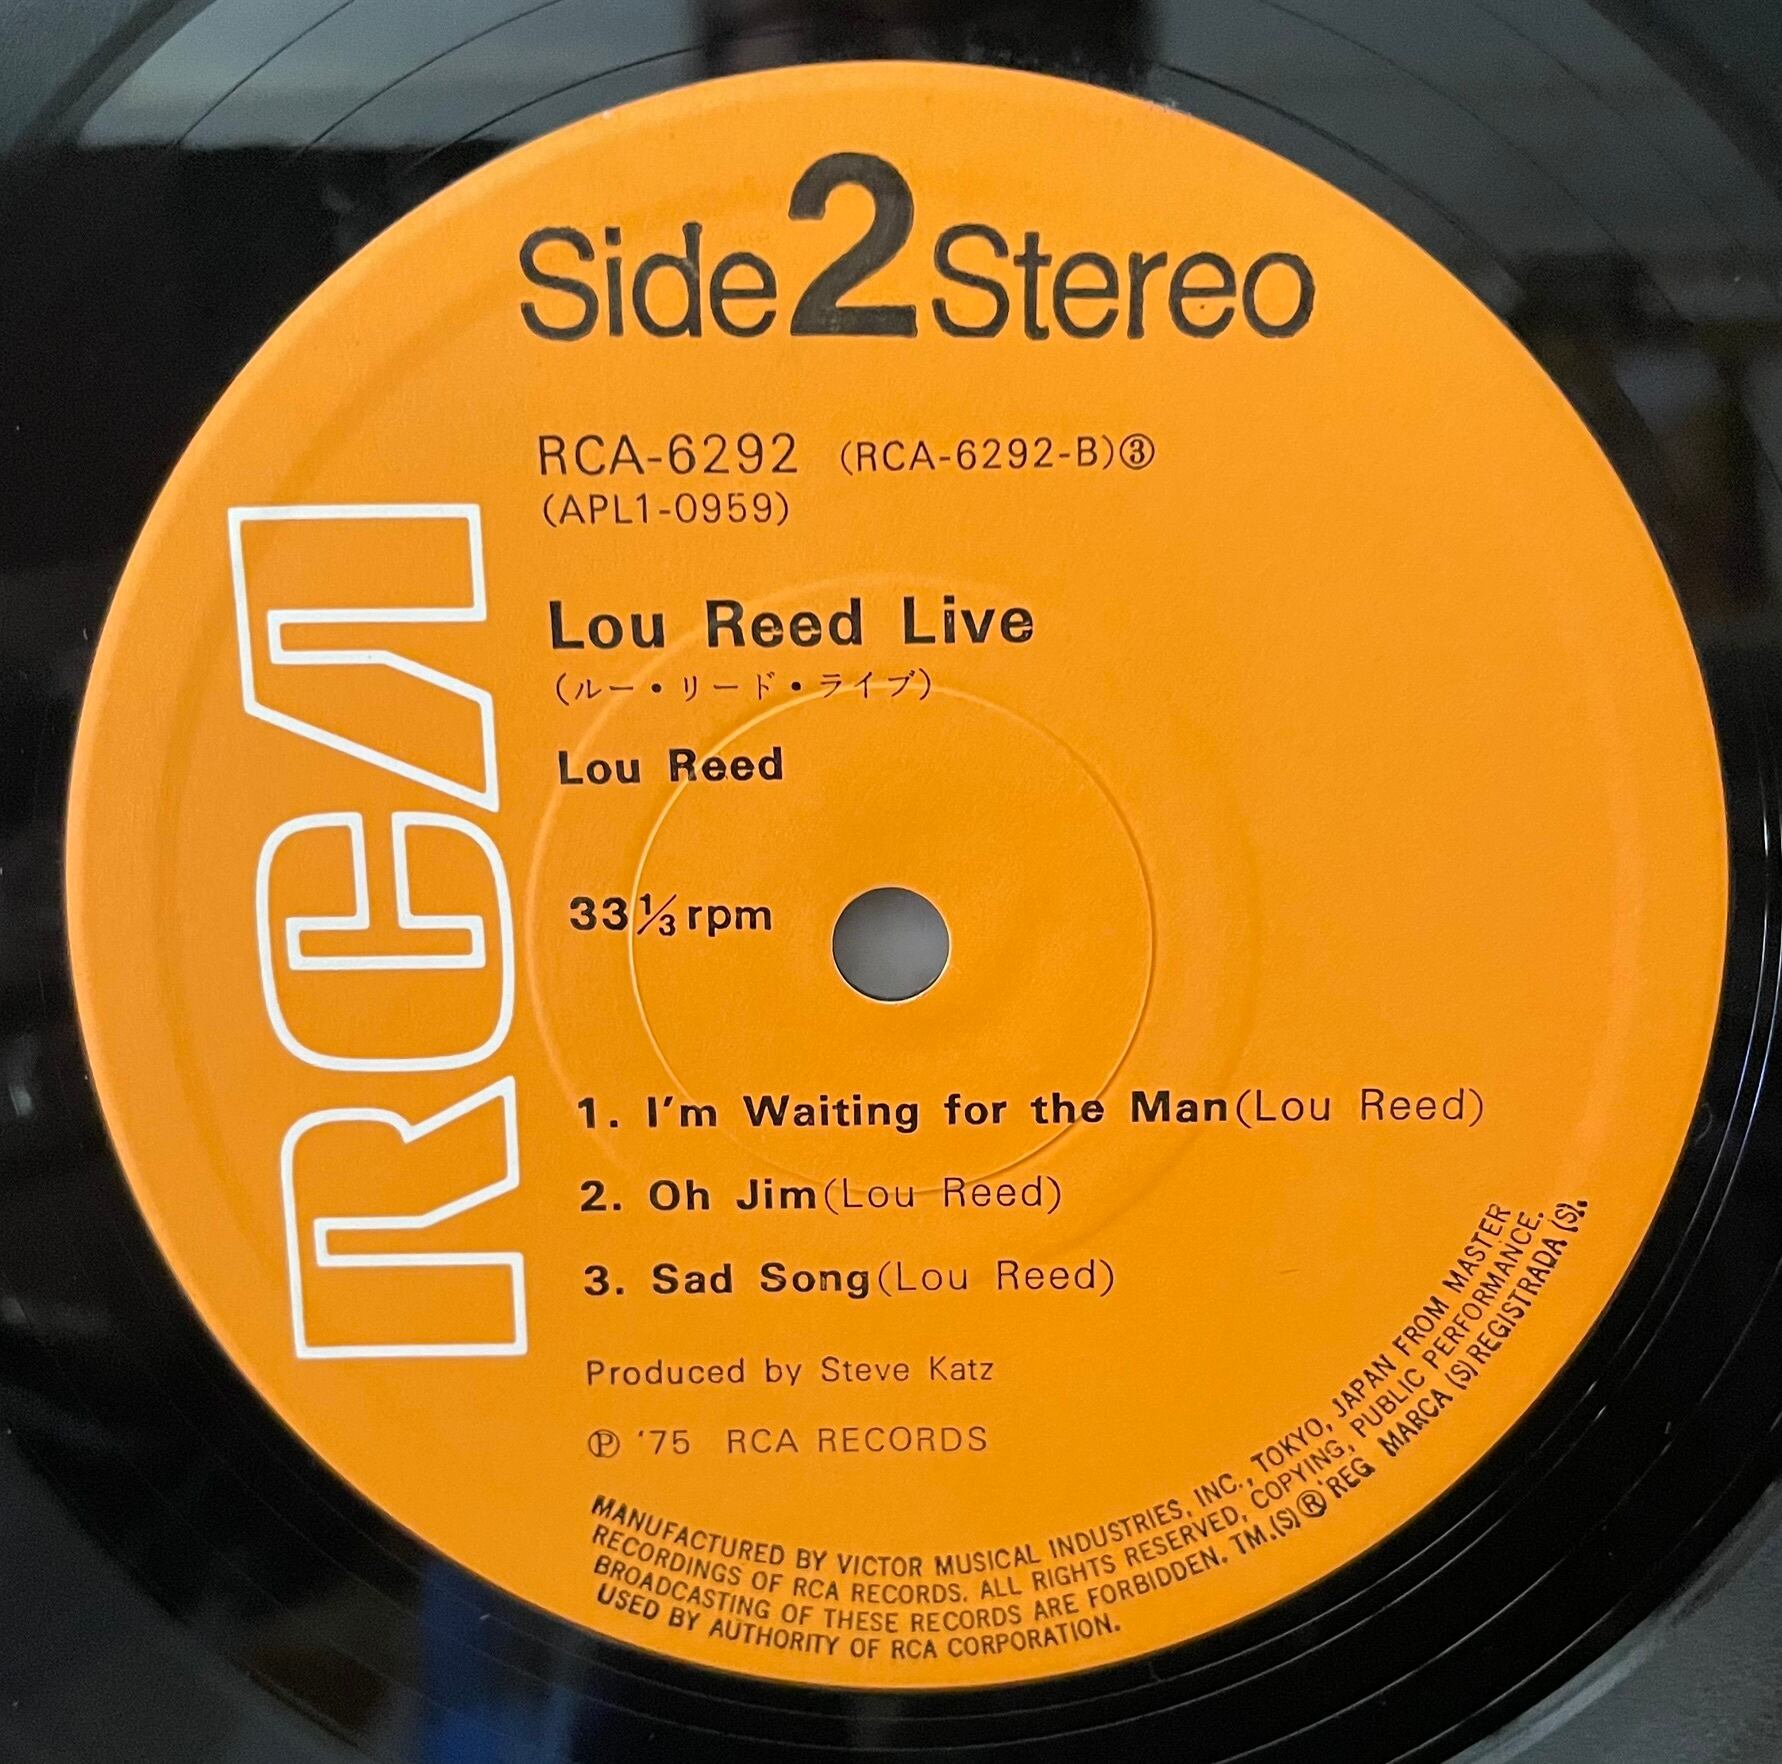 Side 2 Stereo
RCA-6292 (RCA-6292-B)③
(APL1-0959)
Lou Reed Live
(ルー・リード・ライブ)
Lou Reed
33⅓ rpm
RCA
1. I'm Waiting for the Man(Lou Reed)
2. Oh Jim(Lou Reed)
3. Sad Song(Lou Reed)
Produced by Steve Katz
℗ '75 RCA RECORDS
MANUFACTURED BY VICTOR MUSICAL INDUSTRIES, INC., TOKYO, JAPAN FROM MASTER
RECORDINGS OF RCA RECORDS. ALL RIGHTS RESERVED, COPYING, PUBLIC PERFORMANCE,
BROADCASTING OF THESE RECORDS ARE FORBIDDEN. TM.(S)® REG MARCA (S) REGISTRADA (S).
USED BY AUTHORITY OF RCA CORPORATION.